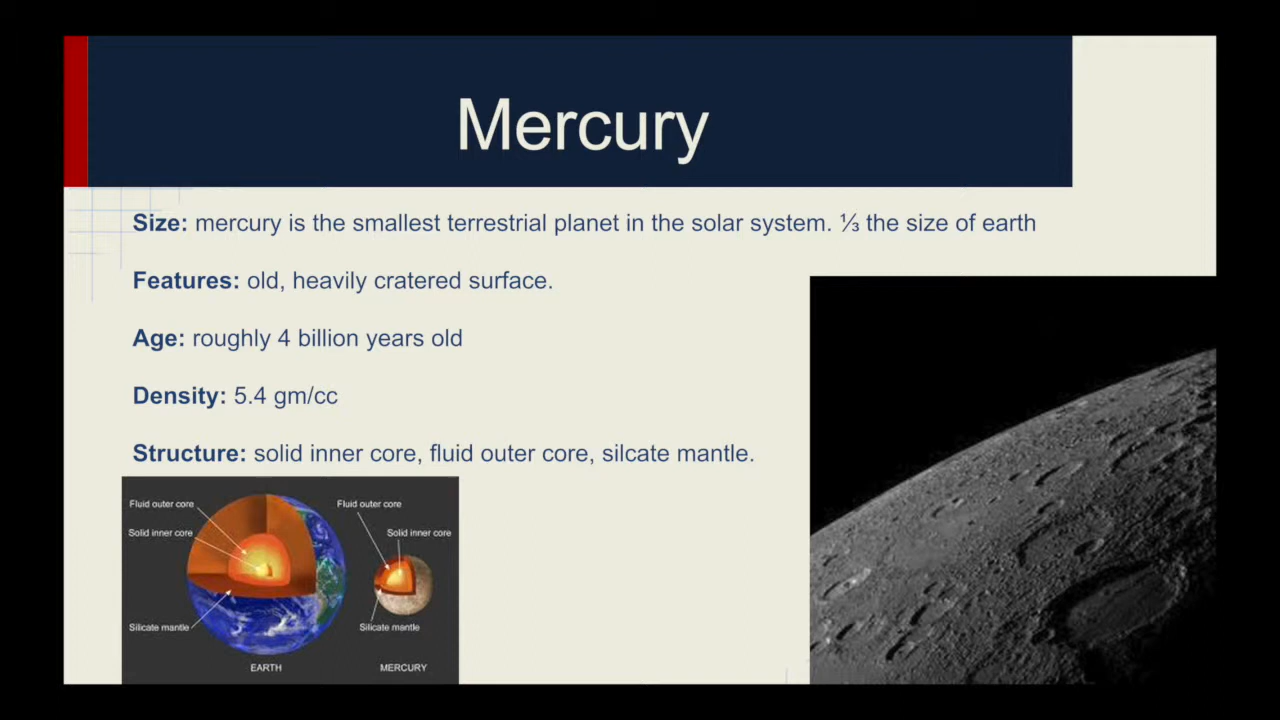 Mercury
Size: mercury is the smallest terrestrial planet in the solar system. ⅓ the size of earth
Features: old, heavily cratered surface.
Age: roughly 4 billion years old
Density: 5.4 gm/cc
Structure: solid inner core, fluid outer core, silcate mantle.
Fluid outer core
Solid inner core
Silicate mantle
EARTH
Fluid outer core
Solid inner core
Silicate mantle
MERCURY